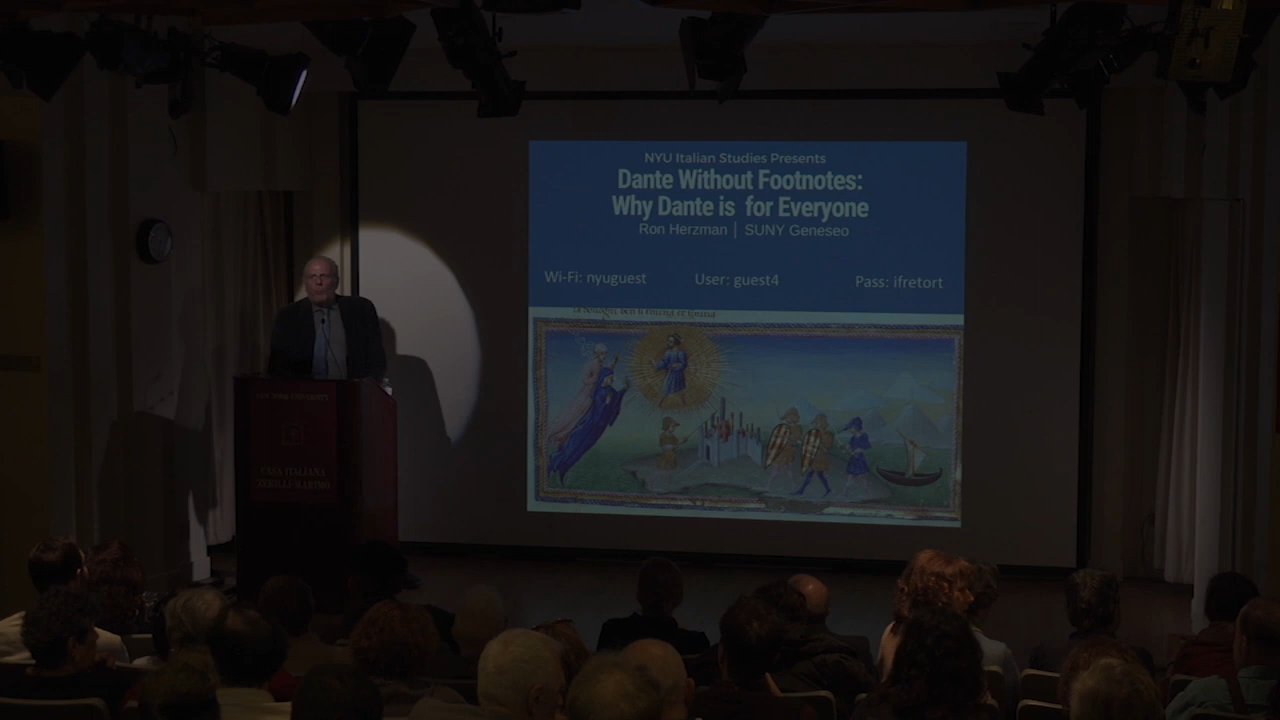 NYU Italian Studies Presents
Dante Without Footnotes:
Why Dante is for Everyone
Ron Herzman | SUNY Geneseo
Wi-Fi: nyuguest User: guest4 Pass: ifretort
NEW YORK UNIVERSITY
CASA ITALIANA
ZERILLI-MARIMÒ